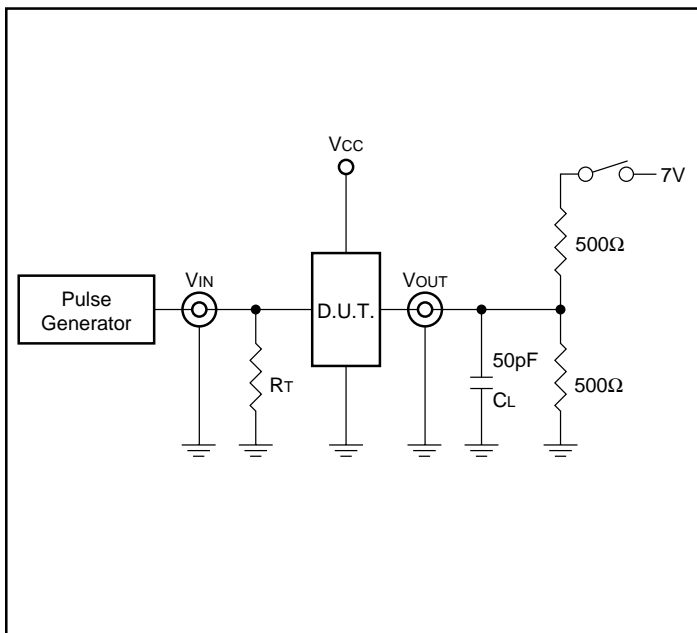 VCC
7V
500Ω
Pulse
Generator
VIN
D.U.T.
VOUT
RT
50pF
CL
500Ω